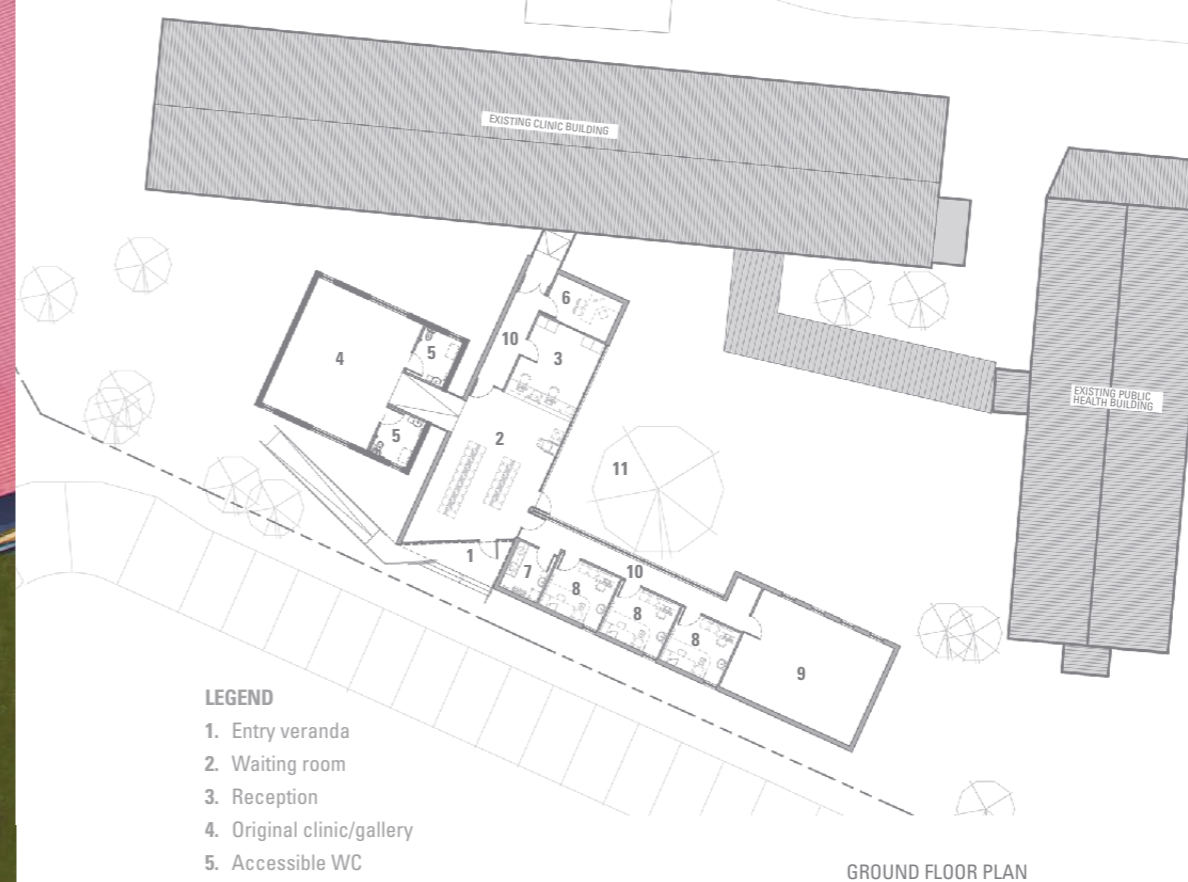 EXISTING CLINIC BUILDING
6
10
3
4
5
EXISTING PUBLIC
HEALTH BUILDING
2
5
11
1
10
7
8
8
8
9
LEGEND
1. Entry veranda
2. Waiting room
3. Reception
4. Original clinic/gallery
5. Accessible WC
GROUND FLOOR PLAN